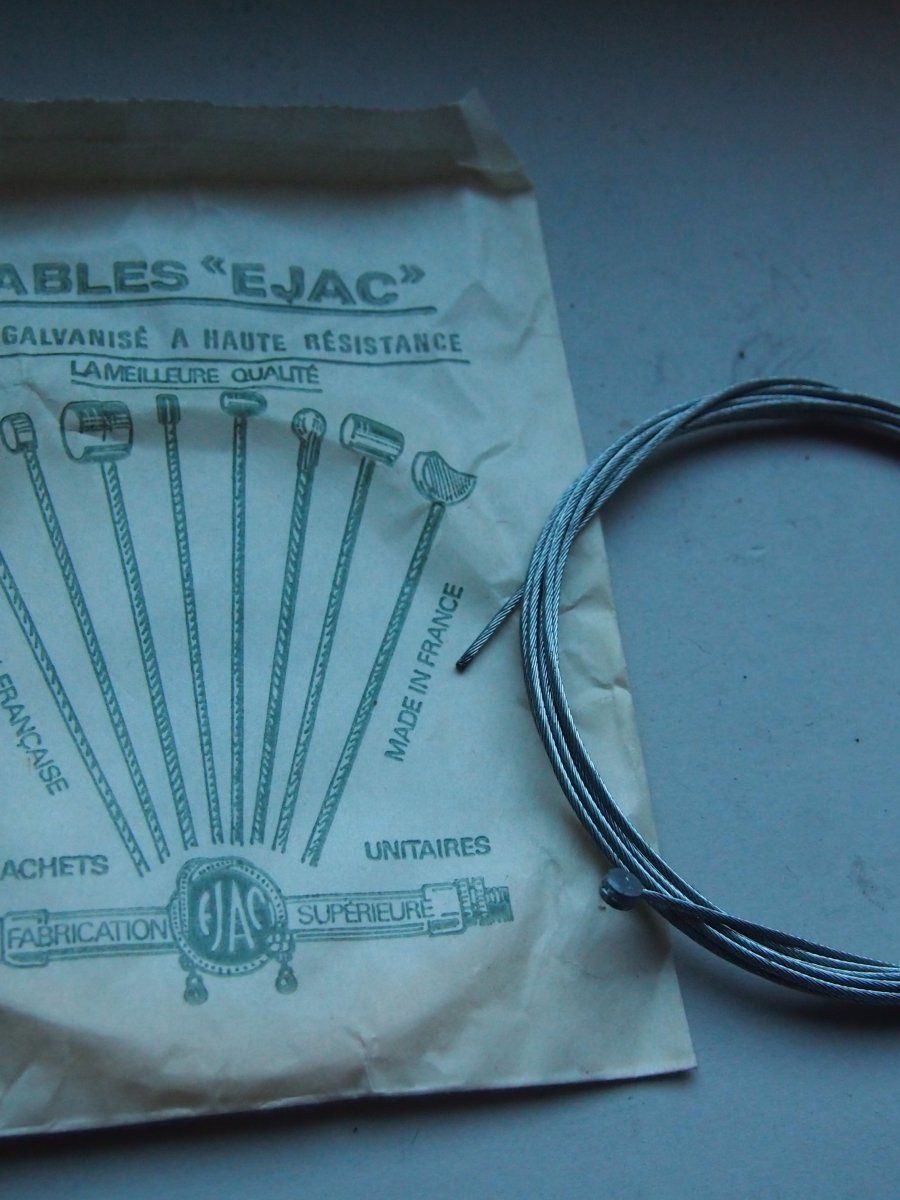 ABLES "EJAC"
GALVANISÉ A HAUTE RÉSISTANCE
LA MEILLEURE QUALITÉ
FRANÇAISE
MADE IN FRANCE
ACHETS UNITAIRES
FABRICATION EJAC SUPÉRIEURE